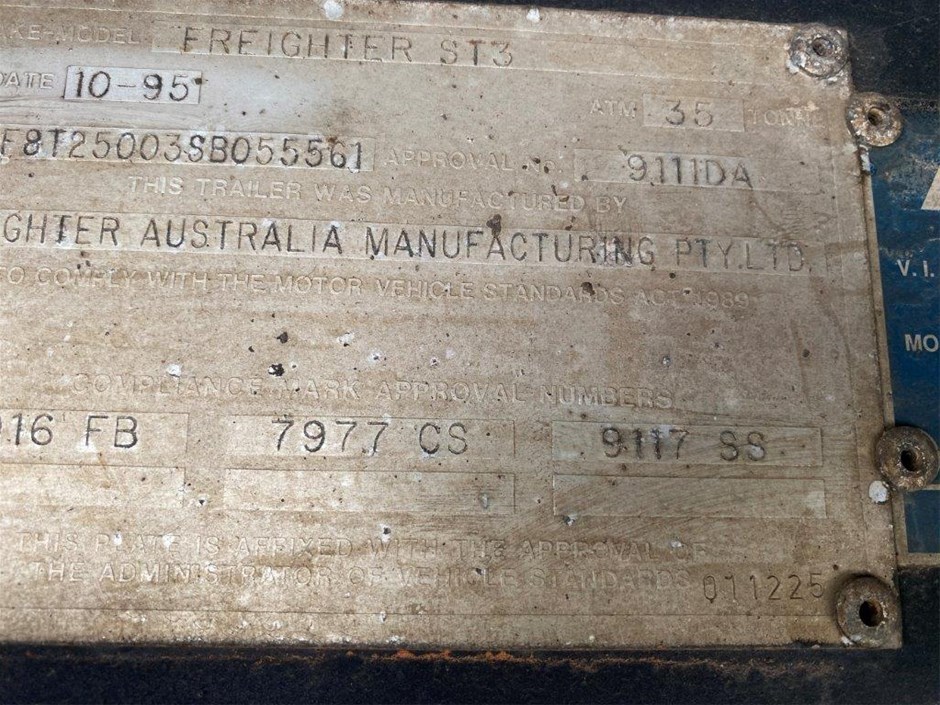 AKE-MODEL FREIGHTER ST3
DATE 10-95
ATM 35 TONNE
F8T25003SB055561 APPROVAL No. 9111DA
THIS TRAILER WAS MANUFACTURED BY
GHTER AUSTRALIA MANUFACTURING PTY. LTD.
TO COMPLY WITH THE MOTOR VEHICLE STANDARDS ACT 1989
COMPLIANCE MARK APPROVAL NUMBERS
16 FB 7977 CS 9117 SS
THIS PLATE IS AFFIXED WITH THE APPROVAL OF
THE ADMINISTRATOR OF VEHICLE STANDARDS 011225
V.I.
MO